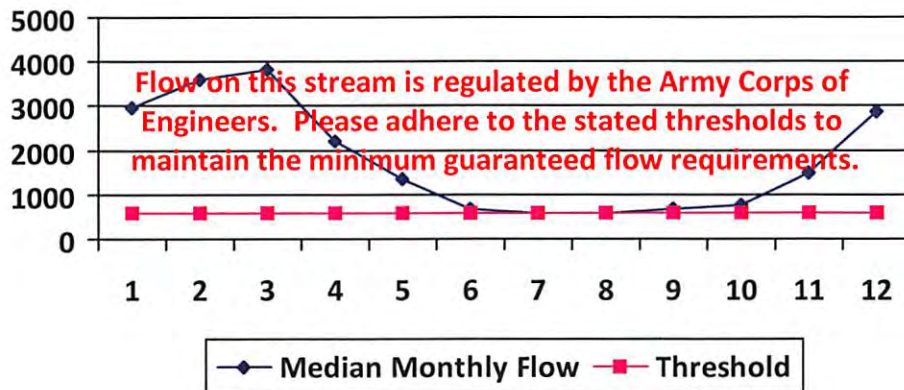 5000
4000
3000
2000
1000
0
Flow on this stream is regulated by the Army Corps of
Engineers. Please adhere to the stated thresholds to
maintain the minimum guaranteed flow requirements.
1 2 3 4 5 6 7 8 9 10 11 12
Median Monthly Flow Threshold